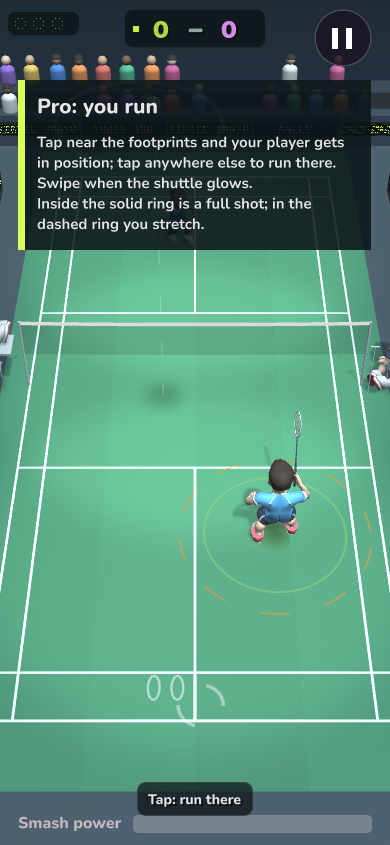 0 – 0
Pro: you run
Tap near the footprints and your player gets
in position; tap anywhere else to run there.
Swipe when the shuttle glows.
Inside the solid ring is a full shot; in the
dashed ring you stretch.
Tap: run there
Smash power